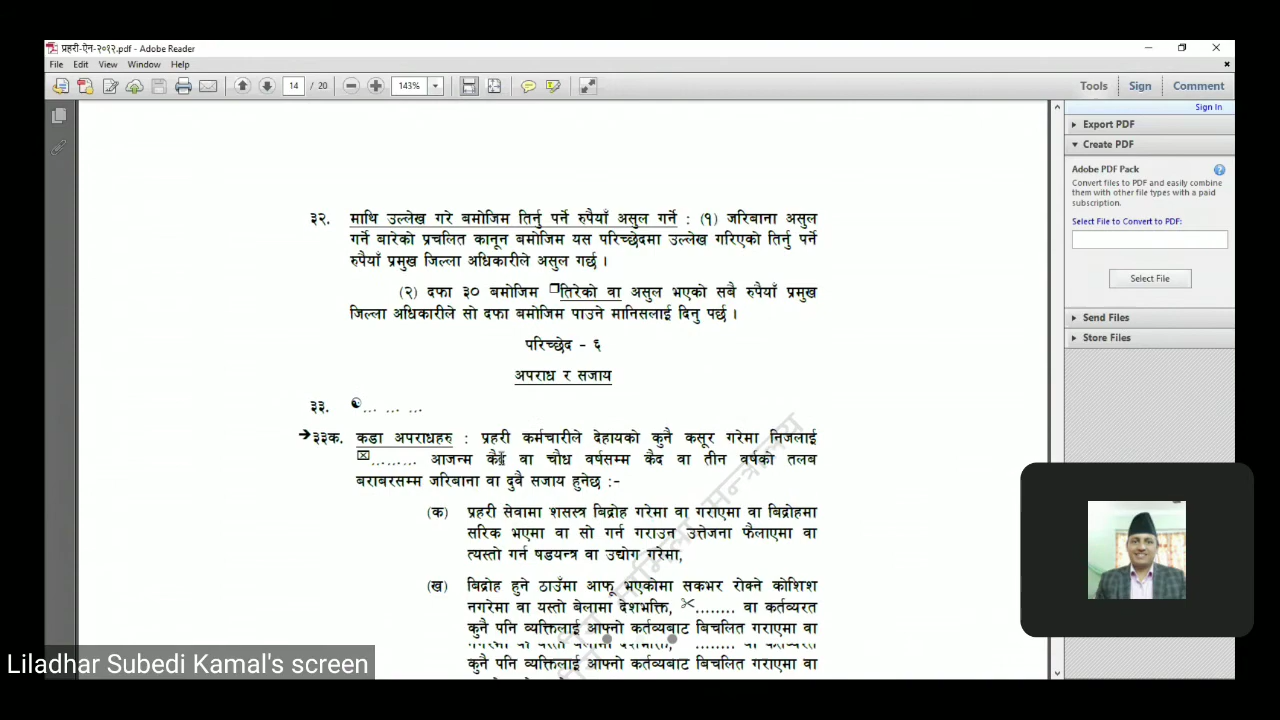 प्रहरी-ऐन-२०१२.pdf - Adobe Reader
File Edit View Window Help
14 / 20 143% Tools Sign Comment
Sign In
Export PDF
Create PDF
Adobe PDF Pack
Convert files to PDF and easily combine
them with other file types with a paid
subscription.
Select File to Convert to PDF:
Select File
Send Files
Store Files
३२. माथि उल्लेख गरे बमोजिम तिर्नु पर्ने रुपैयाँ असुल गर्ने : (१) जरिबाना असुल
गर्ने बारेको प्रचलित कानून बमोजिम यस परिच्छेदमा उल्लेख गरिएको तिर्नु पर्ने
रुपैयाँ प्रमुख जिल्ला अधिकारीले असुल गर्छ ।
(२) दफा ३० बमोजिम तिरेको वा असुल भएको सबै रुपैयाँ प्रमुख
जिल्ला अधिकारीले सो दफा बमोजिम पाउने मानिसलाई दिनु पर्छ ।
परिच्छेद - ६
अपराध र सजाय
३३. ☯... ... ...
➔३३क. कडा अपराधहरु : प्रहरी कर्मचारीले देहायको कुनै कसूर गरेमा निजलाई
☒......... आजन्म कैद वा चौध वर्षसम्म कैद वा तीन वर्षको तलब
बराबरसम्म जरिबाना वा दुवै सजाय हुनेछ :-
(क) प्रहरी सेवामा शसस्त्र बिद्रोह गरेमा वा गराएमा वा बिद्रोहमा
सरिक भएमा वा सो गर्न गराउन उत्तेजना फैलाएमा वा
त्यस्तो गर्न षडयन्त्र वा उद्योग गरेमा,
(ख) बिद्रोह हुने ठाउँमा आफू भएकोमा सकभर रोक्ने कोशिश
नगरेमा वा यस्तो बेलामा देशभक्ति, ✂........ वा कर्तव्यरत
कुनै पनि व्यक्तिलाई आफ्नो कर्तव्यबाट बिचलित गराएमा वा
कुनै पनि व्यक्तिलाई आफ्नो कर्तव्यबाट बिचलित गराएमा वा
Liladhar Subedi Kamal's screen